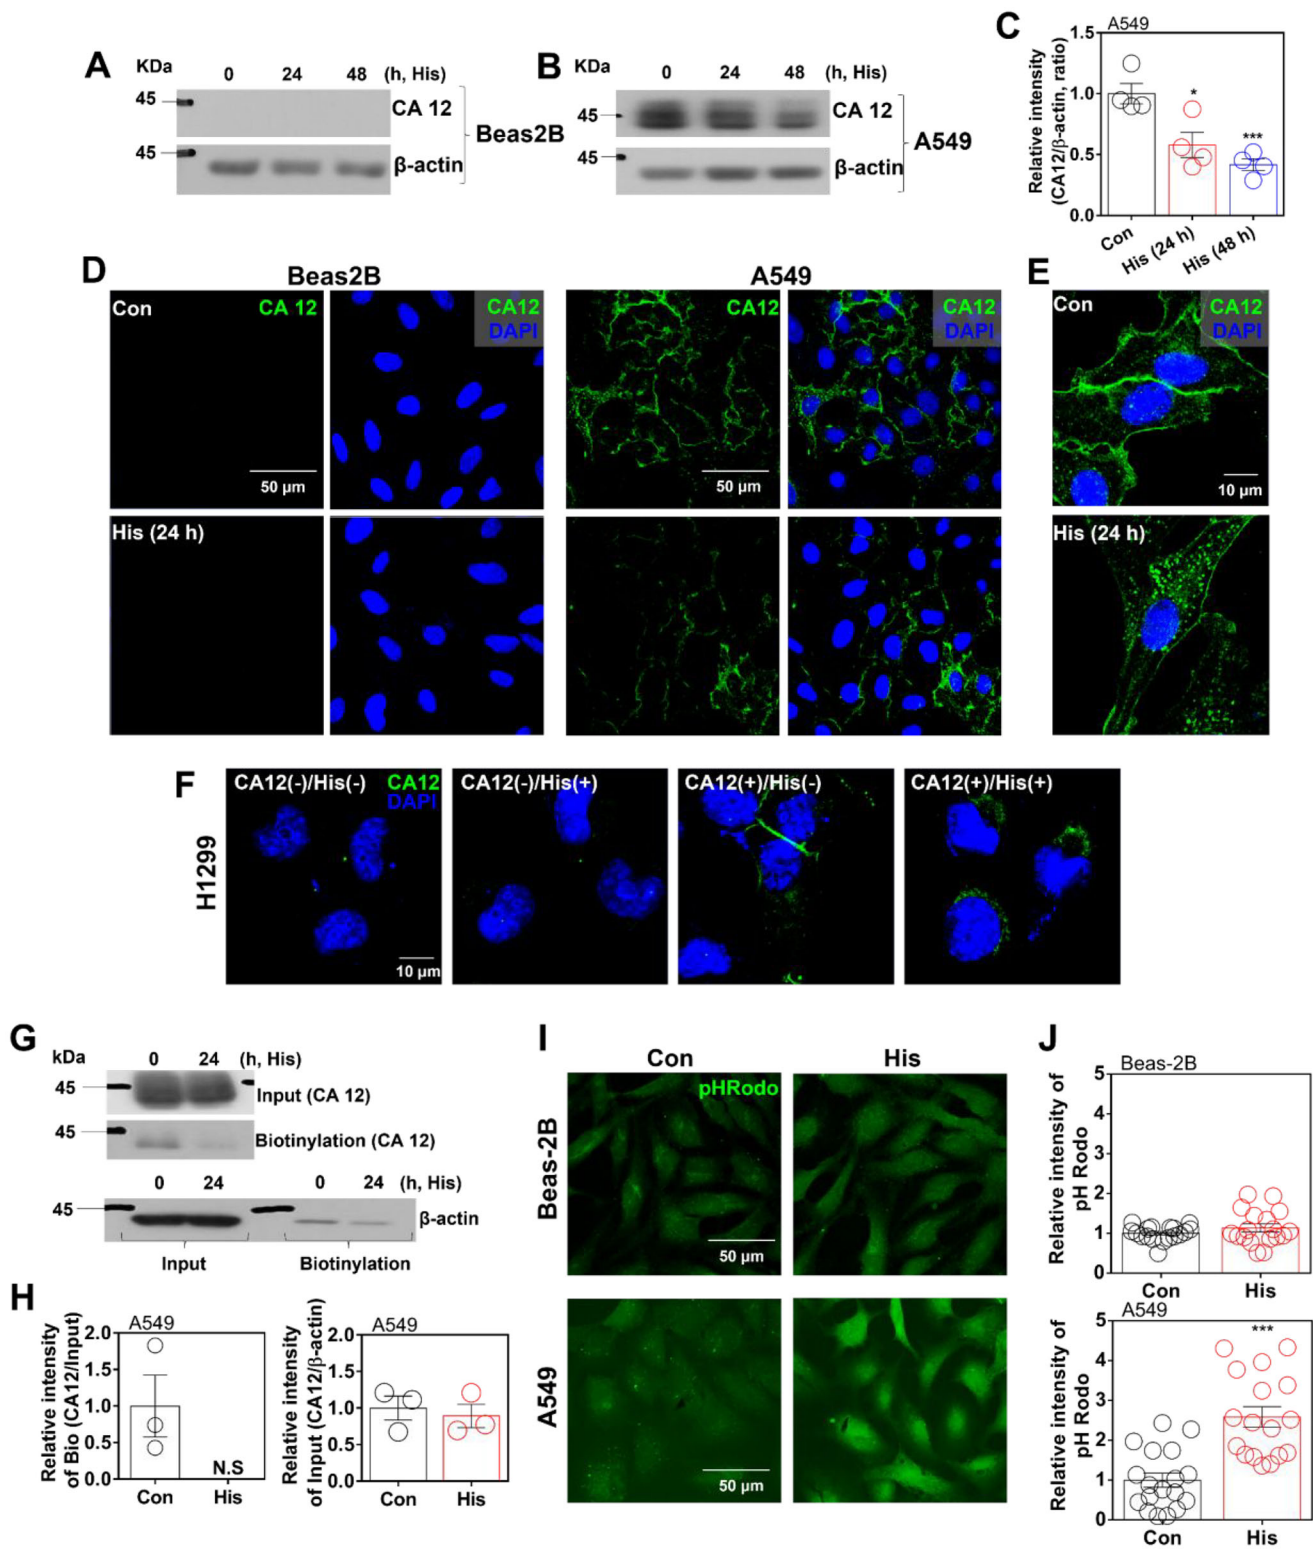 A
KDa
0 24 48 (h, His)
45
CA 12
45
β-actin
Beas2B
B
KDa
0 24 48 (h, His)
45
CA 12
45
β-actin
A549
C
A549
Relative intensity
(CA12/β-actin, ratio)
1.5
1.0
0.5
0.0
*
***
Con
His (24 h)
His (48 h)
D
Beas2B
A549
Con
CA 12
CA12
DAPI
50 μm
CA12
CA12
DAPI
50 μm
His (24 h)
E
Con
CA12
DAPI
10 μm
His (24 h)
F
H1299
CA12(-)/His(-)
CA12
DAPI
10 μm
CA12(-)/His(+)
CA12(+)/His(-)
CA12(+)/His(+)
G
kDa
0 24 (h, His)
45
Input (CA 12)
45
Biotinylation (CA 12)
0 24 0 24 (h, His)
45
β-actin
Input
Biotinylation
H
A549
Relative intensity
of Bio (CA12/Input)
2.0
1.5
1.0
0.5
0.0
N.S
Con His
A549
Relative intensity
of Input (CA12/β-actin)
2.0
1.5
1.0
0.5
0.0
Con His
I
Con
His
pHRodo
Beas-2B
50 μm
A549
50 μm
J
Beas-2B
Relative intensity of
pH Rodo
5
4
3
2
1
0
Con His
A549
Relative intensity of
pH Rodo
5
4
3
2
1
0
***
Con His